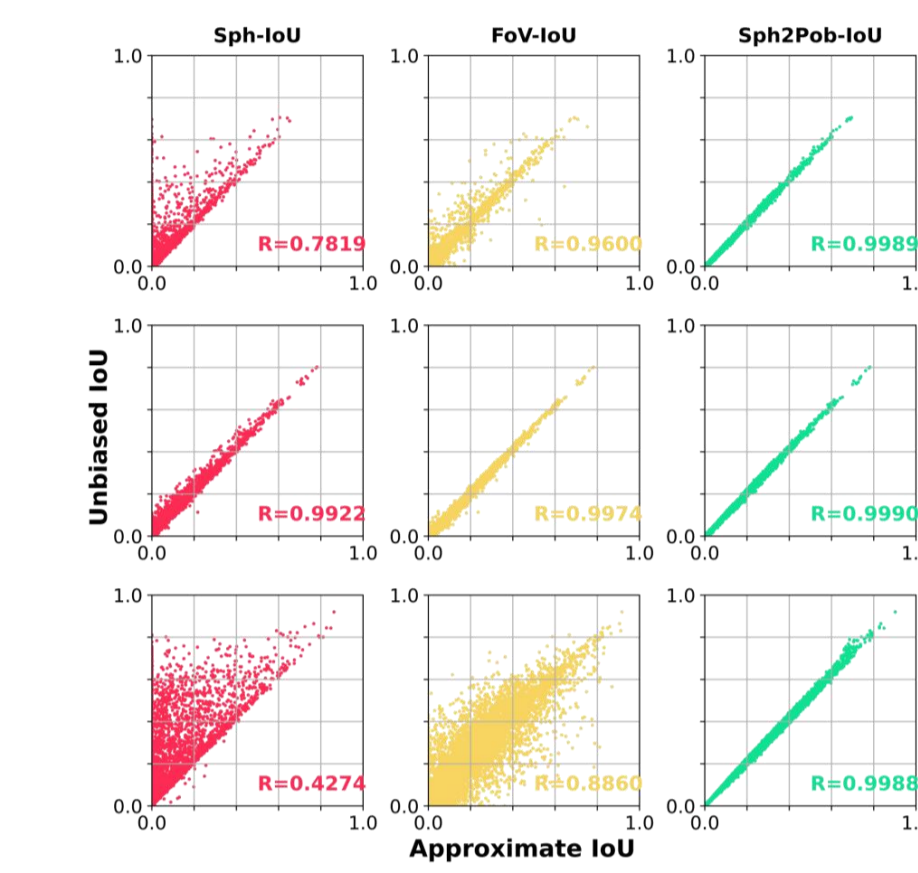 Sph-IoU FoV-IoU Sph2Pob-IoU
1.0 1.0 1.0
R=0.7819 R=0.9600 R=0.9989
0.0 0.0 0.0
0.0 1.0 0.0 1.0 0.0 1.
1.0 1.0 1.0
Unbiased IoU
R=0.9922 R=0.9974 R=0.9990
0.0 0.0 0.0
0.0 1.0 0.0 1.0 0.0 1.
1.0 1.0 1.0
R=0.4274 R=0.8860 R=0.9988
0.0 0.0 0.0
0.0 1.0 0.0 1.0 0.0 1.
Approximate IoU